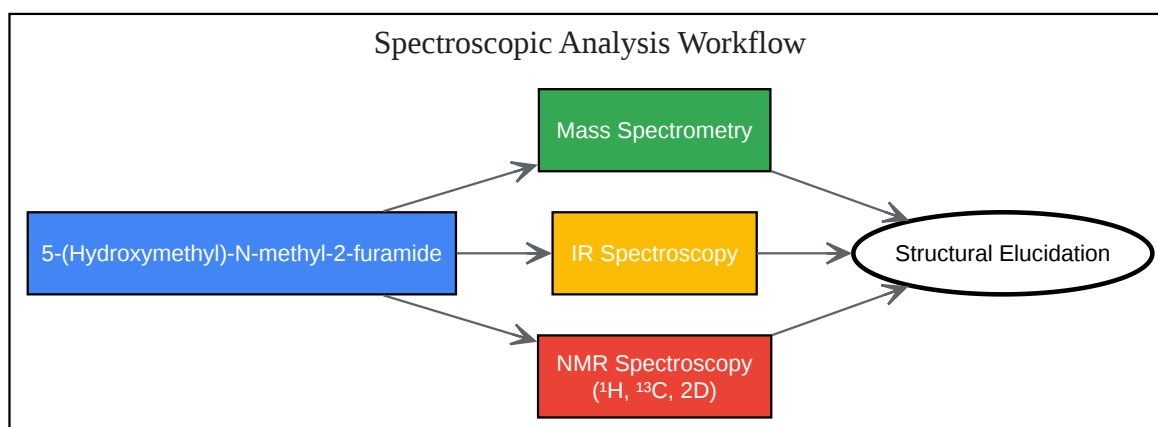 Spectroscopic Analysis Workflow
Mass Spectrometry
5-(Hydroxymethyl)-N-methyl-2-furamide
IR Spectroscopy
Structural Elucidation
NMR Spectroscopy
(¹H, ¹³C, 2D)